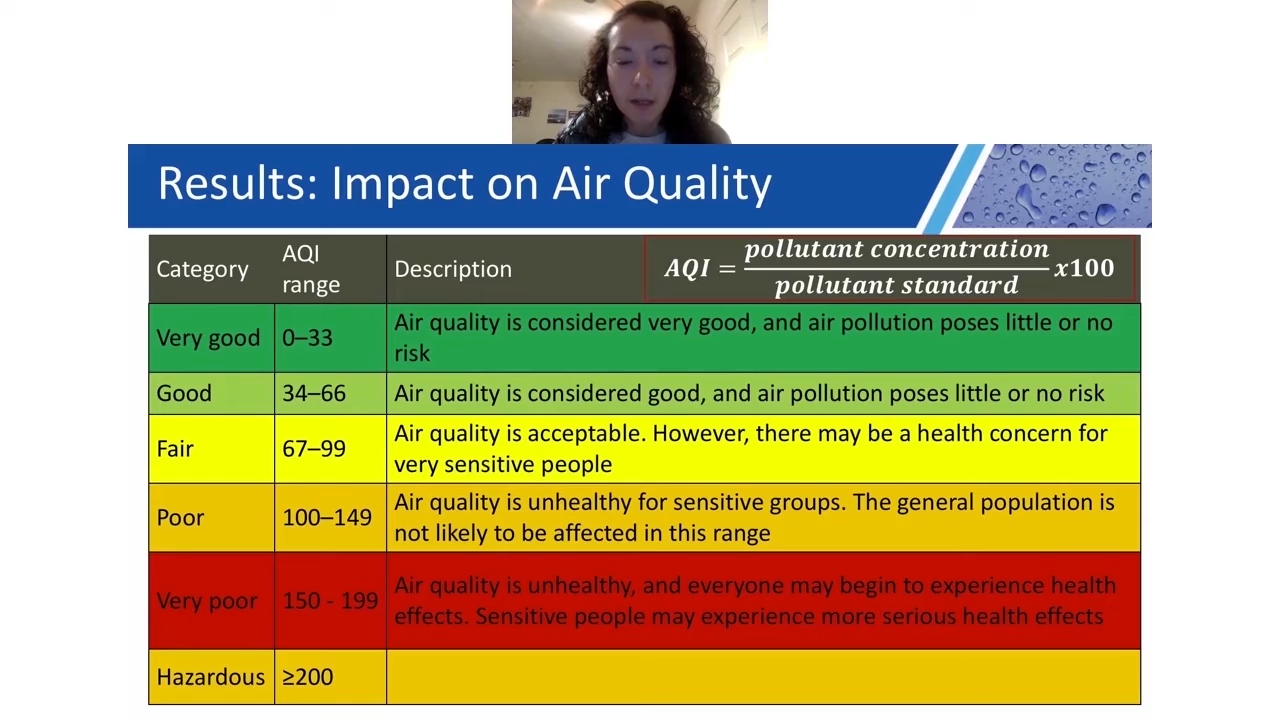 Results: Impact on Air Quality
Category
AQI
range
Description
AQI = pollutant concentration / pollutant standard x100
Very good
0–33
Air quality is considered very good, and air pollution poses little or no
risk
Good
34–66
Air quality is considered good, and air pollution poses little or no risk
Fair
67–99
Air quality is acceptable. However, there may be a health concern for
very sensitive people
Poor
100–149
Air quality is unhealthy for sensitive groups. The general population is
not likely to be affected in this range
Very poor
150 - 199
Air quality is unhealthy, and everyone may begin to experience health
effects. Sensitive people may experience more serious health effects
Hazardous
≥200